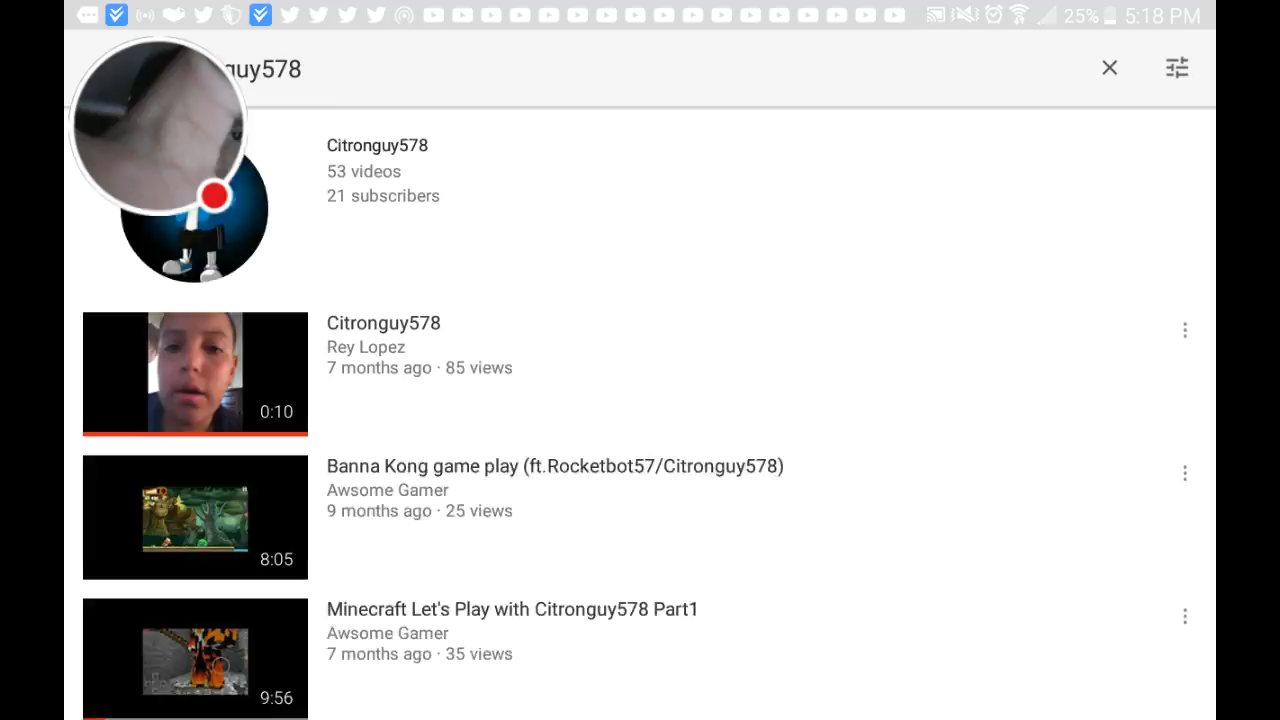 25% 5:18 PM
guy578
Citronguy578
53 videos
21 subscribers
Citronguy578
Rey Lopez
7 months ago · 85 views
0:10
Banna Kong game play (ft.Rocketbot57/Citronguy578)
Awsome Gamer
9 months ago · 25 views
8:05
Minecraft Let's Play with Citronguy578 Part1
Awsome Gamer
7 months ago · 35 views
9:56